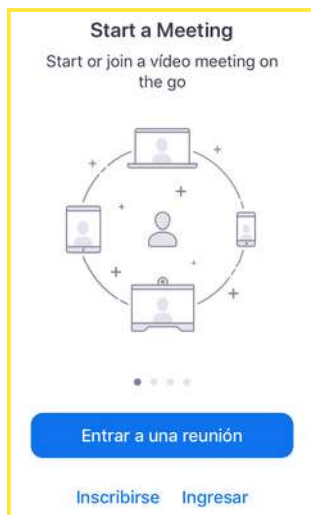 Start a Meeting
Start or join a vídeo meeting on
the go
Entrar a una reunión
Inscribirse Ingresar